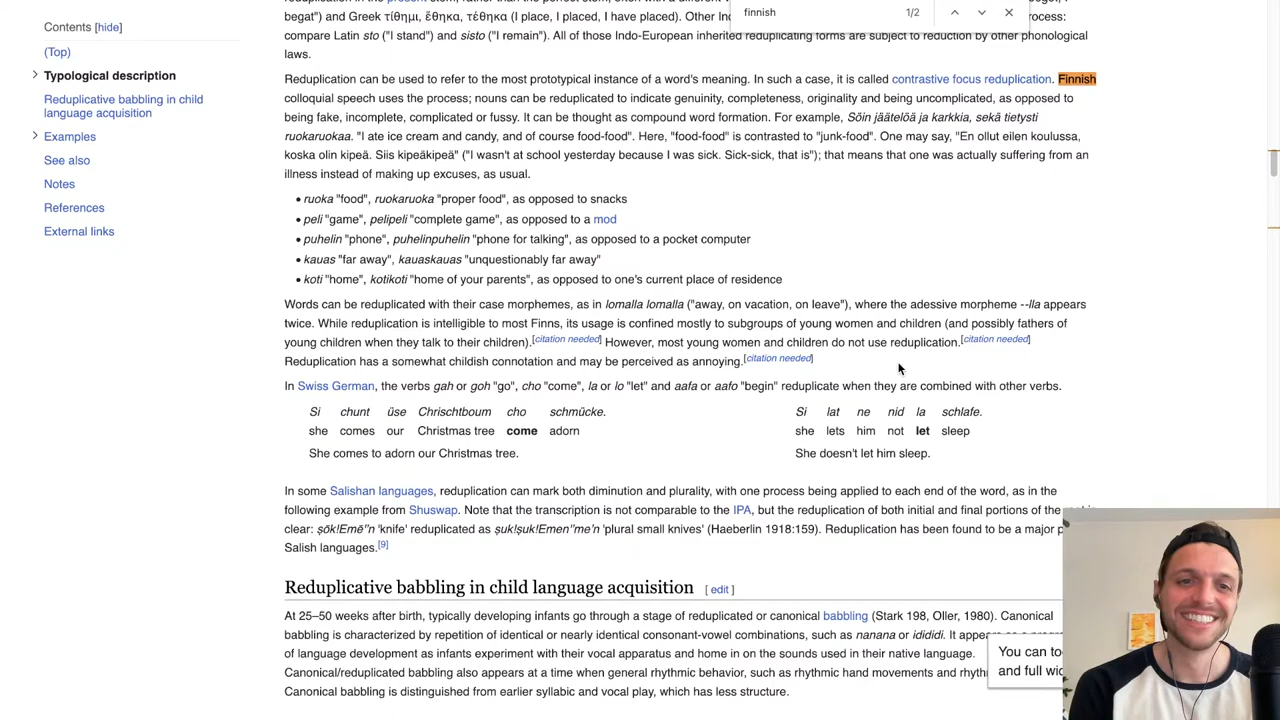 Contents [hide]
(Top)
Typological description
Reduplicative babbling in child
language acquisition
Examples
See also
Notes
References
External links
finnish
1/2
begat") and Greek τίθημι, ἔθηκα, τέθηκα (I place, I placed, I have placed). Other Ind
rocess:
compare Latin sto ("I stand") and sisto ("I remain"). All of those Indo-European inherited reduplicating forms are subject to reduction by other phonological
laws.
Reduplication can be used to refer to the most prototypical instance of a word's meaning. In such a case, it is called contrastive focus reduplication. Finnish
colloquial speech uses the process; nouns can be reduplicated to indicate genuinity, completeness, originality and being uncomplicated, as opposed to
being fake, incomplete, complicated or fussy. It can be thought as compound word formation. For example, Söin jäätelöä ja karkkia, sekä tietysti
ruokaruokaa. "I ate ice cream and candy, and of course food-food". Here, "food-food" is contrasted to "junk-food". One may say, "En ollut eilen koulussa,
koska olin kipeä. Siis kipeäkipeä" ("I wasn't at school yesterday because I was sick. Sick-sick, that is"); that means that one was actually suffering from an
illness instead of making up excuses, as usual.
• ruoka "food", ruokaruoka "proper food", as opposed to snacks
• peli "game", pelipeli "complete game", as opposed to a mod
• puhelin "phone", puhelinpuhelin "phone for talking", as opposed to a pocket computer
• kauas "far away", kauaskauas "unquestionably far away"
• koti "home", kotikoti "home of your parents", as opposed to one's current place of residence
Words can be reduplicated with their case morphemes, as in lomalla lomalla ("away, on vacation, on leave"), where the adessive morpheme --lla appears
twice. While reduplication is intelligible to most Finns, its usage is confined mostly to subgroups of young women and children (and possibly fathers of
young children when they talk to their children).[citation needed] However, most young women and children do not use reduplication.[citation needed]
Reduplication has a somewhat childish connotation and may be perceived as annoying.[citation needed]
In Swiss German, the verbs gah or goh "go", cho "come", la or lo "let" and aafa or aafo "begin" reduplicate when they are combined with other verbs.
Si chunt üse Chrischtboum cho schmücke.
she comes our Christmas tree come adorn
She comes to adorn our Christmas tree.
Si lat ne nid la schlafe.
she lets him not let sleep
She doesn't let him sleep.
In some Salishan languages, reduplication can mark both diminution and plurality, with one process being applied to each end of the word, as in the
following example from Shuswap. Note that the transcription is not comparable to the IPA, but the reduplication of both initial and final portions of the
clear: ṣōk!Emē''n 'knife' reduplicated as ṣuk!ṣuk!Emen''me'n 'plural small knives' (Haeberlin 1918:159). Reduplication has been found to be a major p
Salish languages.[9]
Reduplicative babbling in child language acquisition [ edit ]
At 25–50 weeks after birth, typically developing infants go through a stage of reduplicated or canonical babbling (Stark 198, Oller, 1980). Canonical
babbling is characterized by repetition of identical or nearly identical consonant-vowel combinations, such as nanana or idididi. It appears as a
of language development as infants experiment with their vocal apparatus and home in on the sounds used in their native language.
Canonical/reduplicated babbling also appears at a time when general rhythmic behavior, such as rhythmic hand movements and rhyth
Canonical babbling is distinguished from earlier syllabic and vocal play, which has less structure.
You can to
and full wi